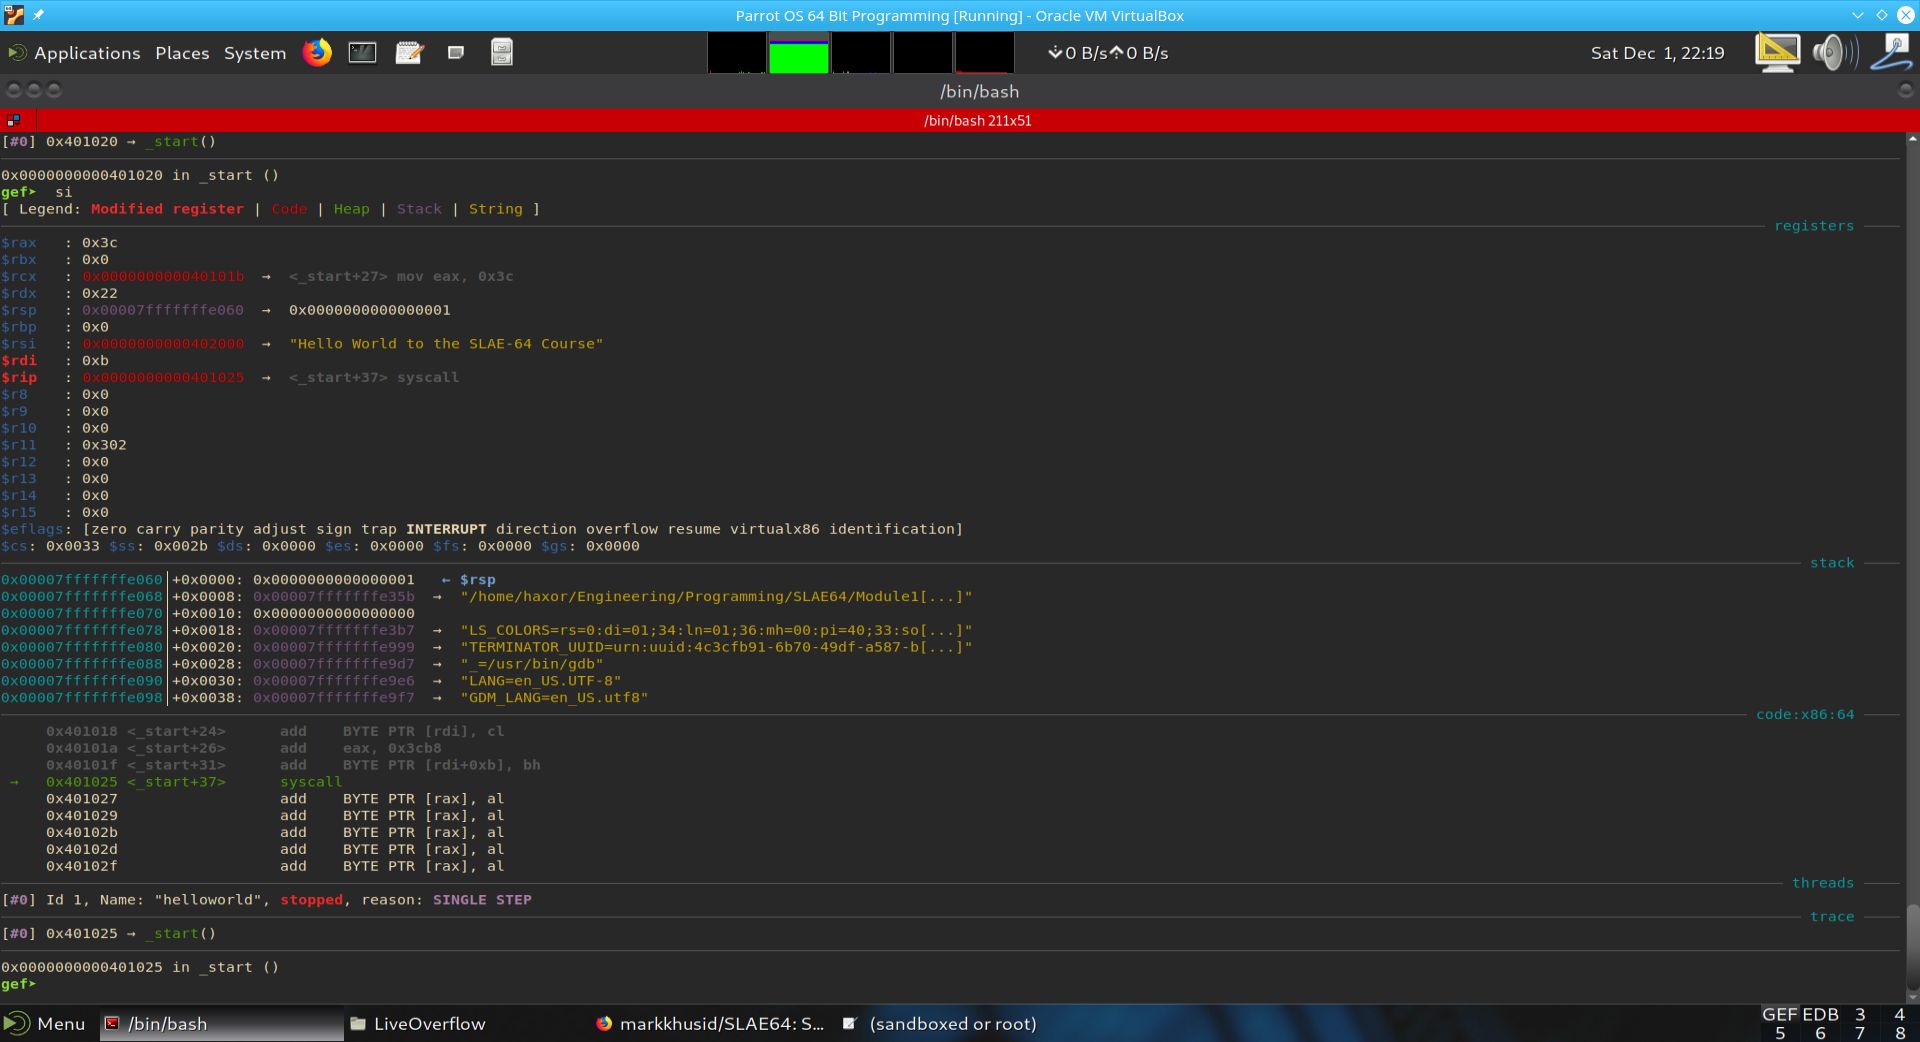 Parrot OS 64 Bit Programming [Running] - Oracle VM VirtualBox
Applications Places System 0 B/s 0 B/s Sat Dec 1, 22:19
/bin/bash
/bin/bash 211x51
[#0] 0x401020 → _start()
0x0000000000401020 in _start ()
gef➤ si
[ Legend: Modified register | Code | Heap | Stack | String ]
registers
$rax : 0x3c
$rbx : 0x0
$rcx : 0x000000000040101b → <_start+27> mov eax, 0x3c
$rdx : 0x22
$rsp : 0x00007fffffffe060 → 0x0000000000000001
$rbp : 0x0
$rsi : 0x0000000000402000 → "Hello World to the SLAE-64 Course"
$rdi : 0xb
$rip : 0x0000000000401025 → <_start+37> syscall
$r8 : 0x0
$r9 : 0x0
$r10 : 0x0
$r11 : 0x302
$r12 : 0x0
$r13 : 0x0
$r14 : 0x0
$r15 : 0x0
$eflags: [zero carry parity adjust sign trap INTERRUPT direction overflow resume virtualx86 identification]
$cs: 0x0033 $ss: 0x002b $ds: 0x0000 $es: 0x0000 $fs: 0x0000 $gs: 0x0000
stack
0x00007fffffffe060│+0x0000: 0x0000000000000001 ← $rsp
0x00007fffffffe068│+0x0008: 0x00007fffffffe35b → "/home/haxor/Engineering/Programming/SLAE64/Module1[...]"
0x00007fffffffe070│+0x0010: 0x0000000000000000
0x00007fffffffe078│+0x0018: 0x00007fffffffe3b7 → "LS_COLORS=rs=0:di=01;34:ln=01;36:mh=00:pi=40;33:so[...]"
0x00007fffffffe080│+0x0020: 0x00007fffffffe999 → "TERMINATOR_UUID=urn:uuid:4c3cfb91-6b70-49df-a587-b[...]"
0x00007fffffffe088│+0x0028: 0x00007fffffffe9d7 → "_=/usr/bin/gdb"
0x00007fffffffe090│+0x0030: 0x00007fffffffe9e6 → "LANG=en_US.UTF-8"
0x00007fffffffe098│+0x0038: 0x00007fffffffe9f7 → "GDM_LANG=en_US.utf8"
code:x86:64
0x401018 <_start+24> add BYTE PTR [rdi], cl
0x40101a <_start+26> add eax, 0x3cb8
0x40101f <_start+31> add BYTE PTR [rdi+0xb], bh
→ 0x401025 <_start+37> syscall
0x401027 add BYTE PTR [rax], al
0x401029 add BYTE PTR [rax], al
0x40102b add BYTE PTR [rax], al
0x40102d add BYTE PTR [rax], al
0x40102f add BYTE PTR [rax], al
threads
[#0] Id 1, Name: "helloworld", stopped, reason: SINGLE STEP
trace
[#0] 0x401025 → _start()
0x0000000000401025 in _start ()
gef➤
Menu /bin/bash LiveOverflow markkhusid/SLAE64: S... (sandboxed or root) GEF EDB 3 4
5 6 7 8